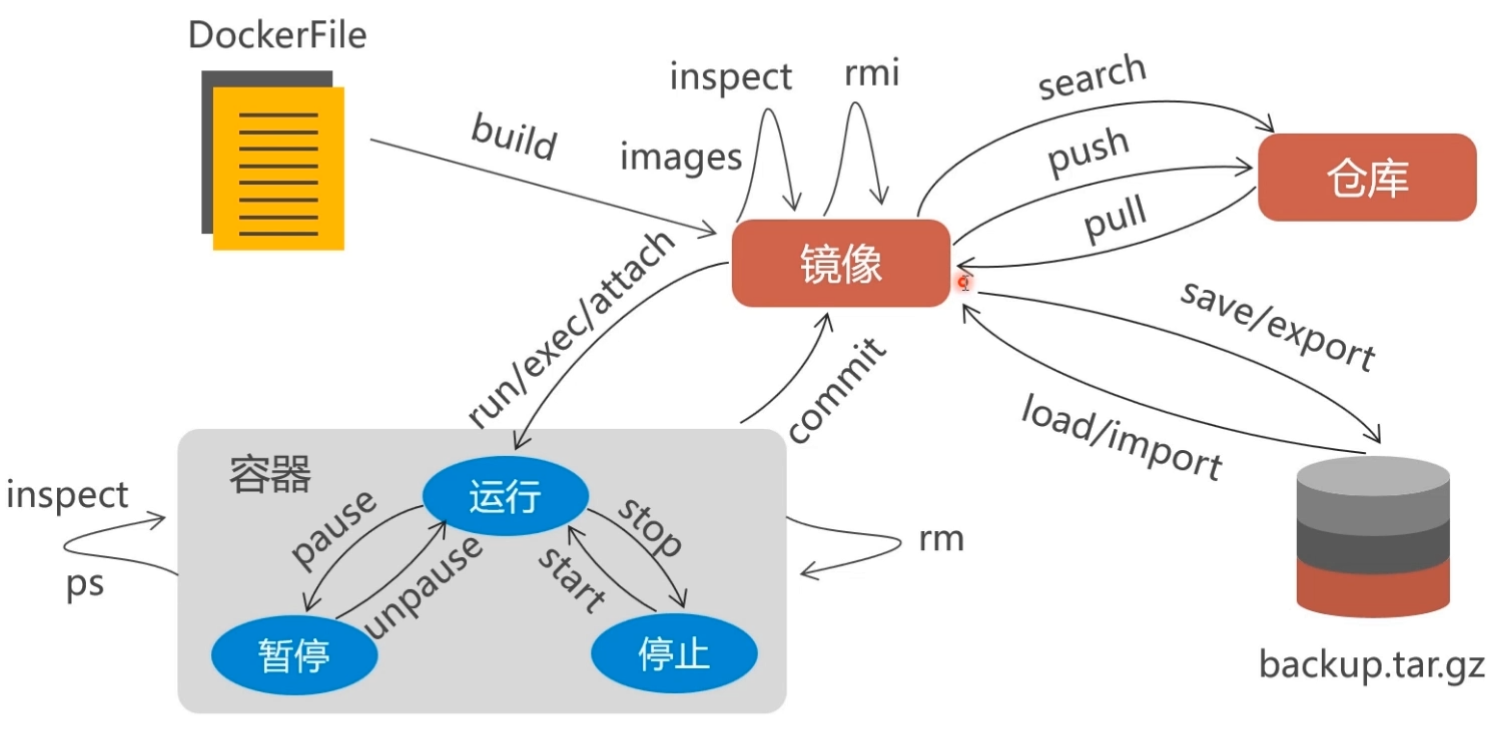 DockerFile
build
images
inspect
rmi
search
push
pull
仓库
镜像
run/exec/attach
commit
save/export
load/import
容器
运行
pause
unpause
stop
start
暂停
停止
inspect
ps
rm
backup.tar.gz